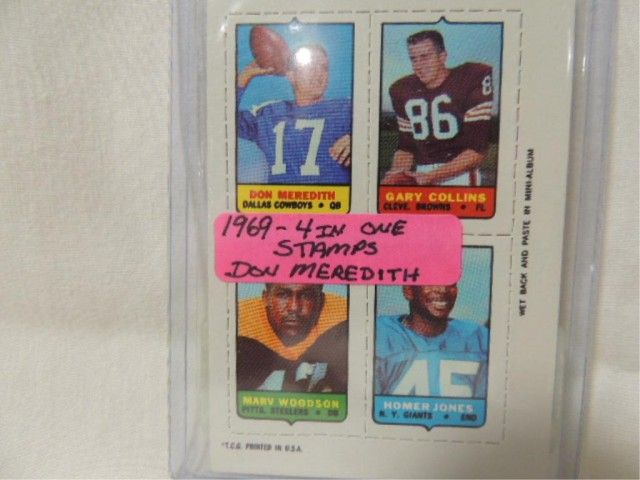 17
DON MEREDITH
DALLAS COWBOYS • QB
86
86
GARY COLLINS
CLEVE. BROWNS • FL
1969 - 4 IN ONE
STAMPS
DON MEREDITH
MARV WOODSON
PITTS. STEELERS • DB
45
HOMER JONES
N. Y. GIANTS • END
*T.C.G. PRINTED IN U.S.A.
WET BACK AND PASTE IN MINI-ALBUM